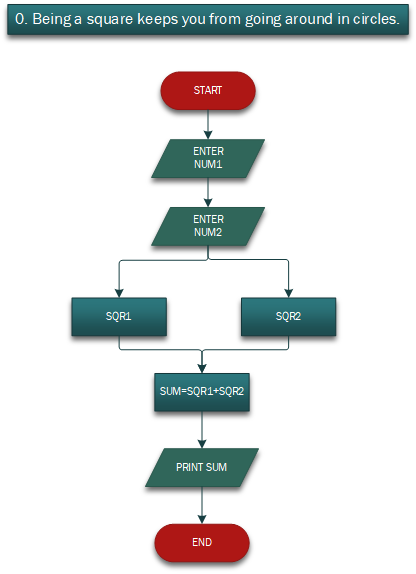 0. Being a square keeps you from going around in circles.
START
ENTER
NUM1
ENTER
NUM2
SQR1
SQR2
SUM=SQR1+SQR2
PRINT SUM
END